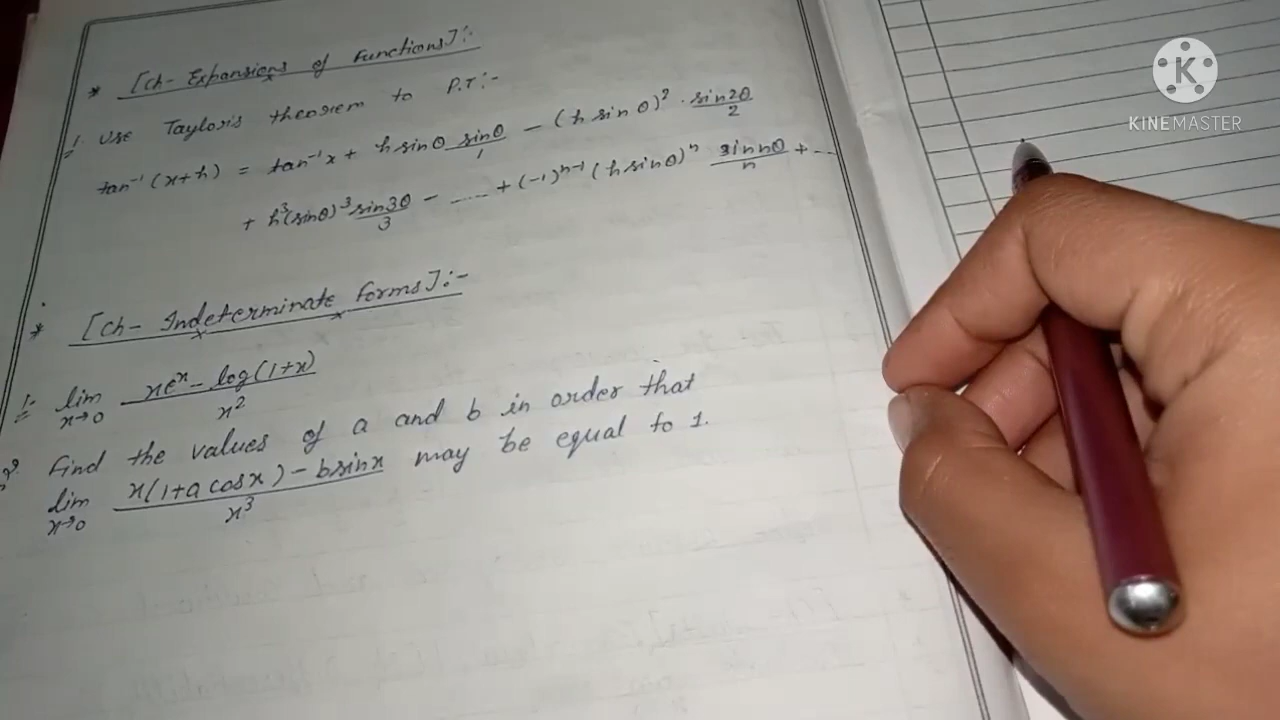 * [Ch- Expansions of Functions]:-
1. Use Taylor's theorem to P.T:-
tan⁻¹(x+h) = tan⁻¹x + h sinθ sinθ/1 - (h sinθ)² · sin2θ/2
+ h³(sinθ)³ sin3θ/3 - ..... + (-1)ⁿ⁻¹ (h sinθ)ⁿ sin nθ/n + ...
* [Ch- Indeterminate Forms]:-
1. lim x→0 xeˣ - log(1+x)/x²
2. Find the values of a and b in order that
lim x→0 x(1+a cosx) - bsinx/x³ may be equal to 1.
K
KINEMASTER